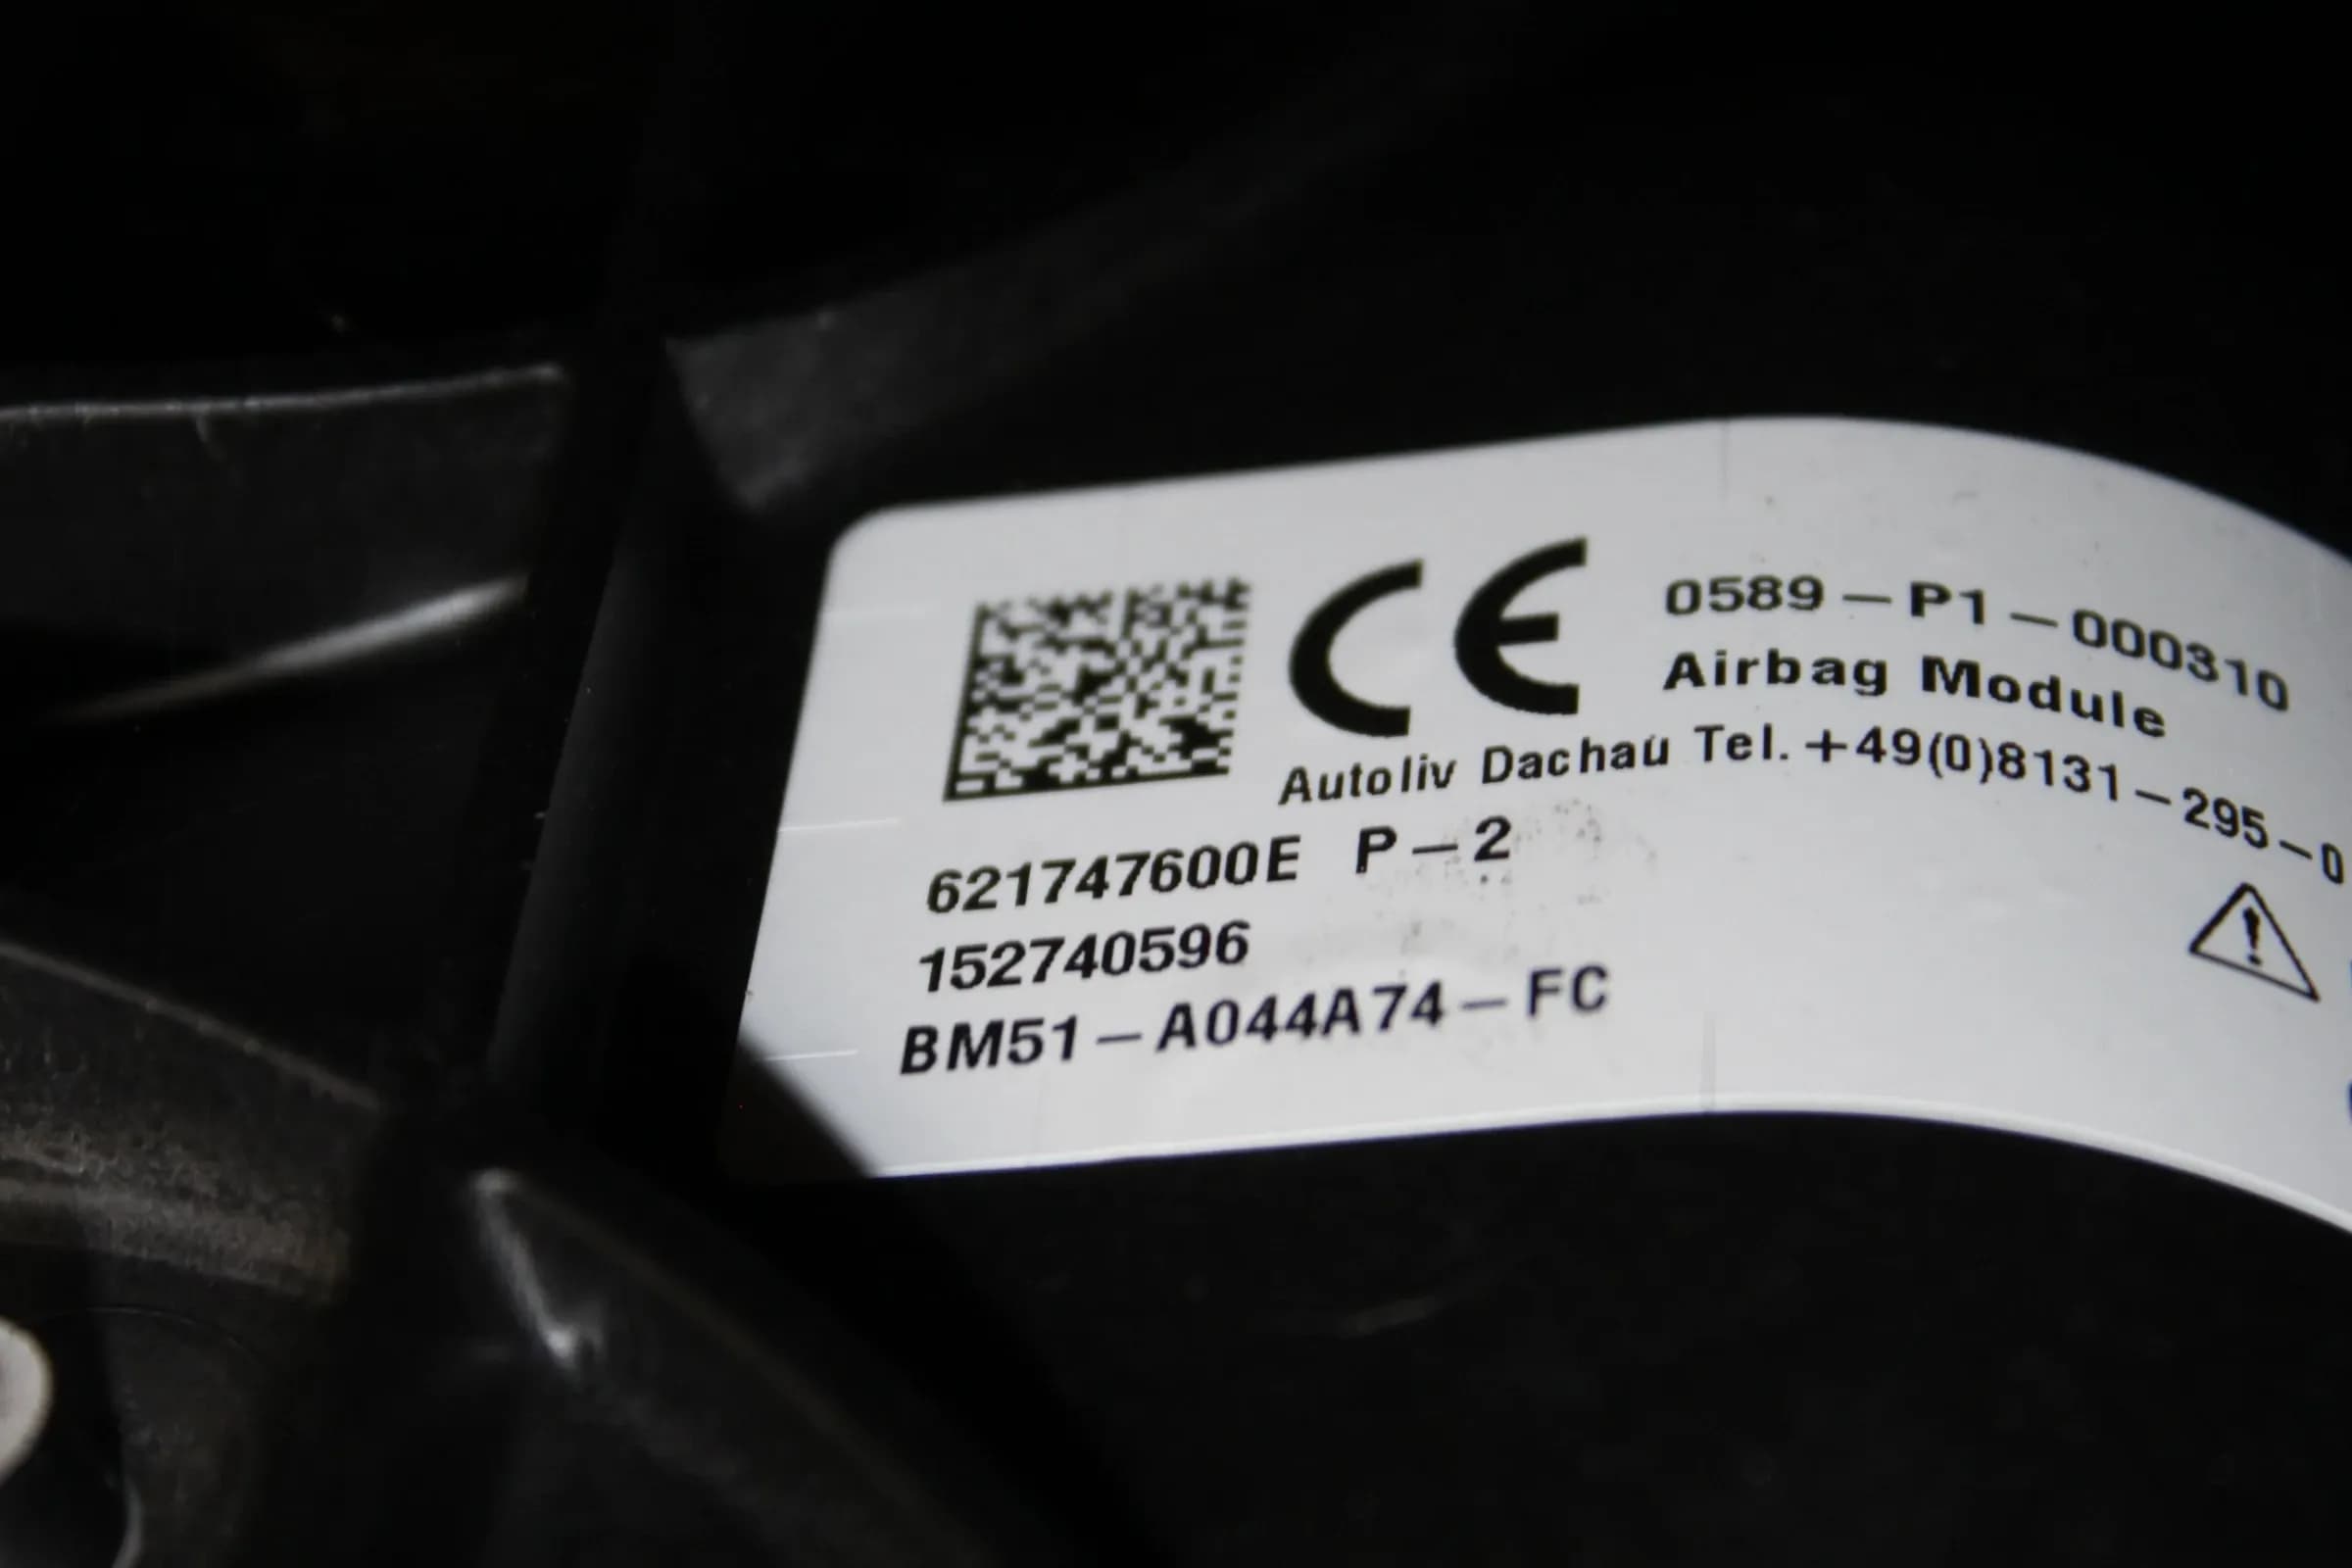 CE
0589-P1-000310
Airbag Module
Autoliv Dachau Tel. +49(0)8131-295-0
621747600E P-2
152740596
BM51-A044A74-FC